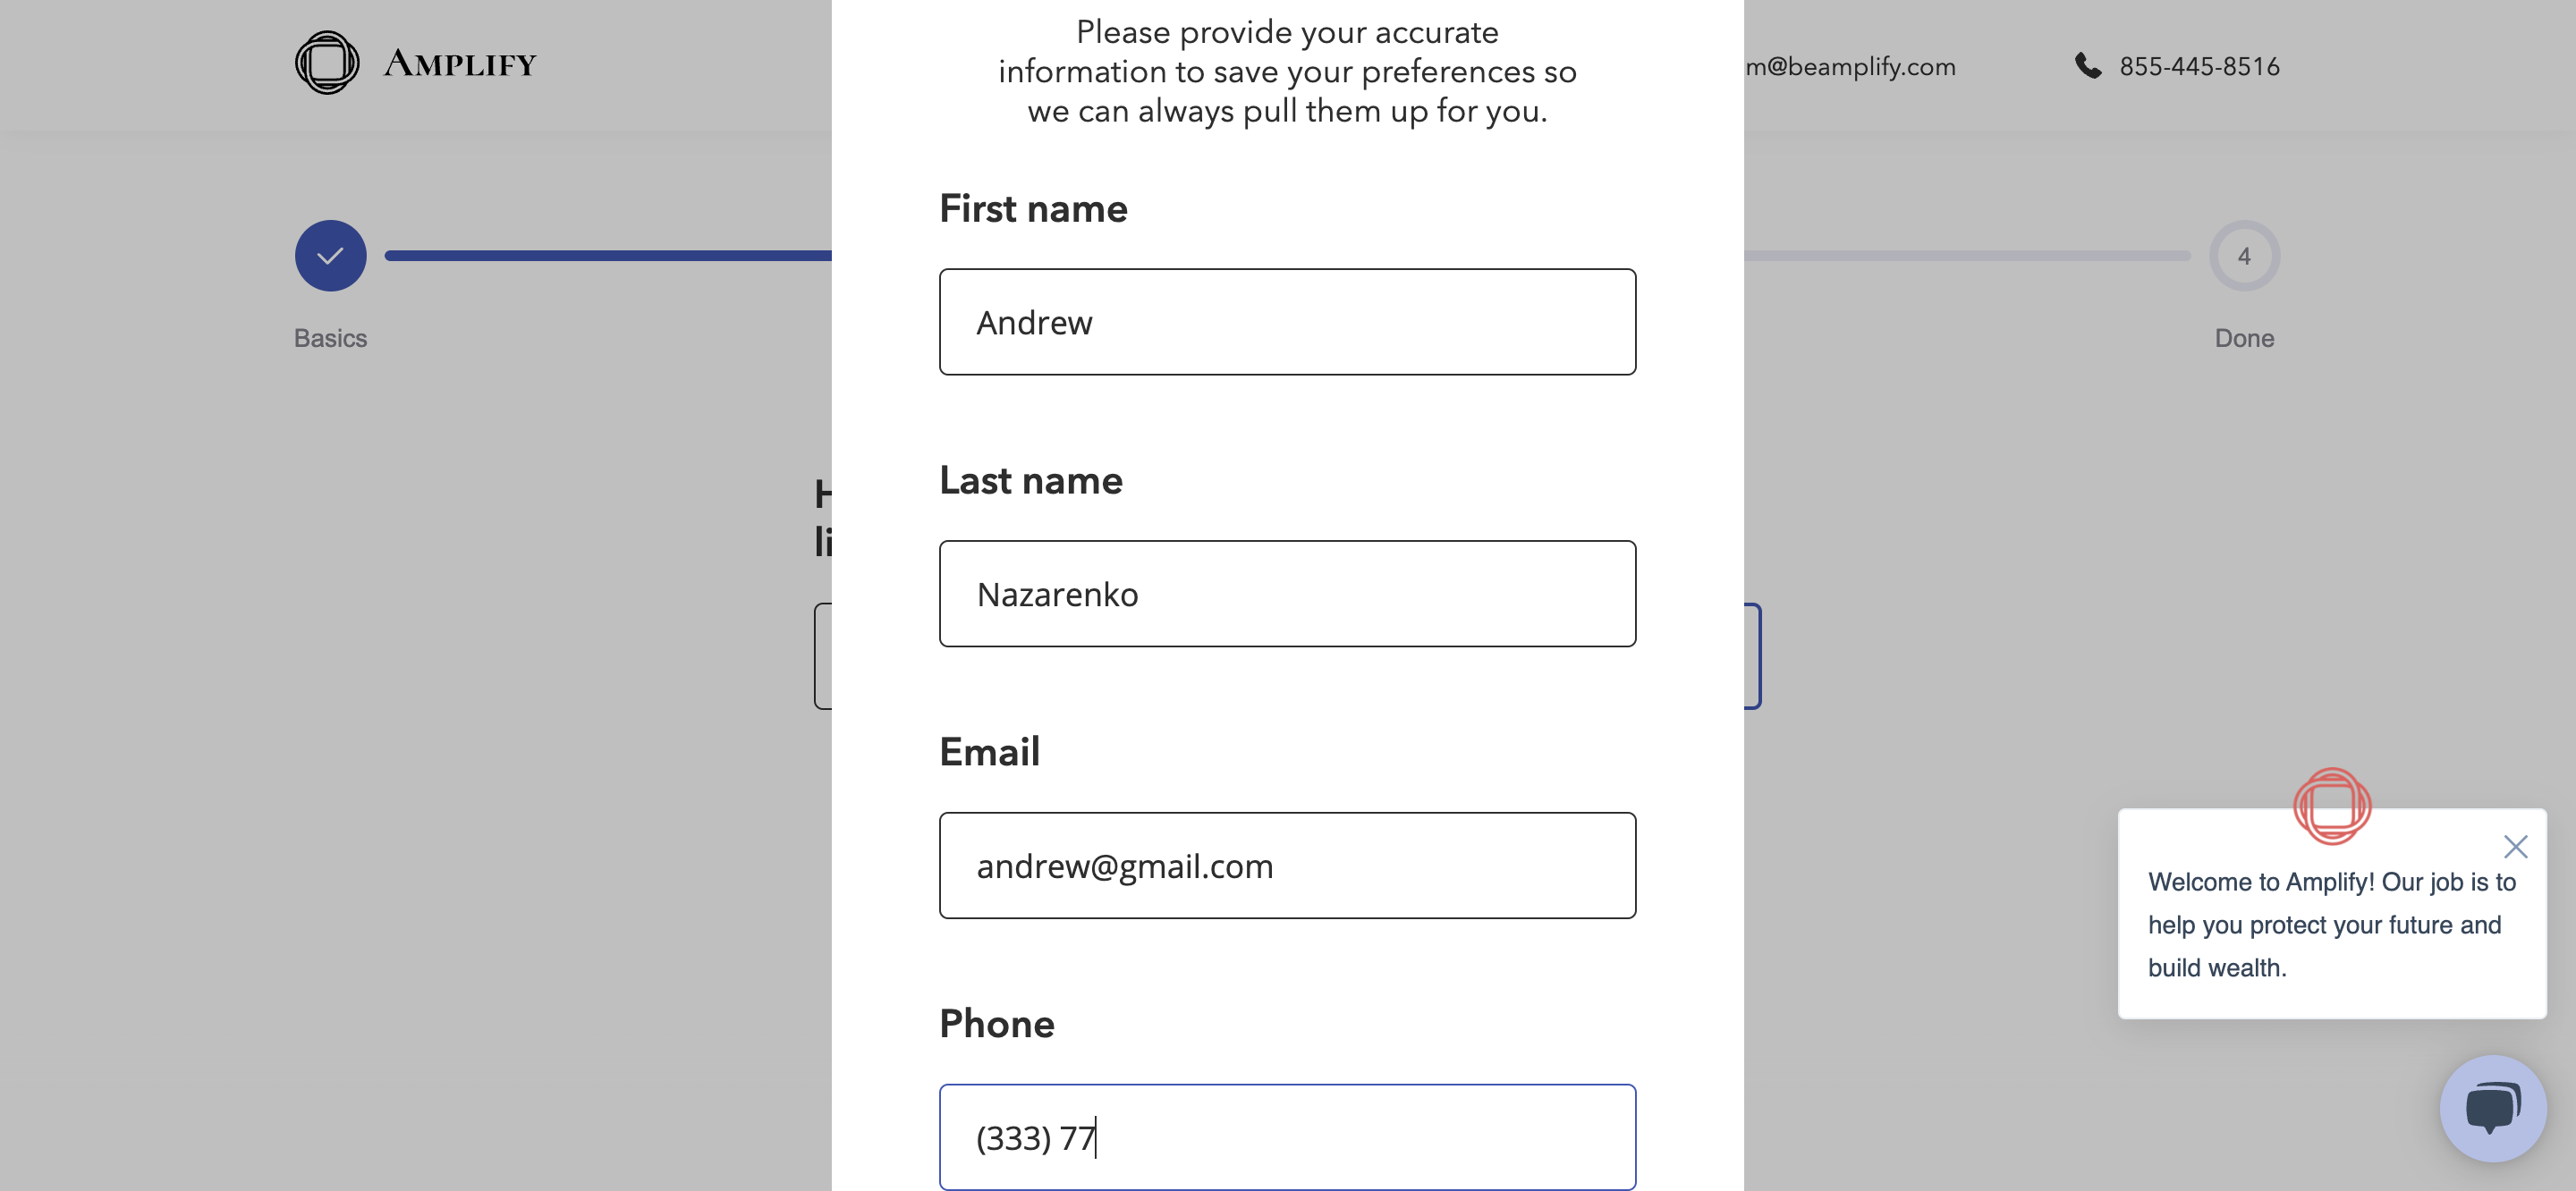 AMPLIFY
m@beamplify.com
855-445-8516
Please provide your accurate
information to save your preferences so
we can always pull them up for you.
4
Basics
Done
First name
Andrew
Last name
Nazarenko
Email
andrew@gmail.com
Phone
(333) 77
Welcome to Amplify! Our job is to
help you protect your future and
build wealth.